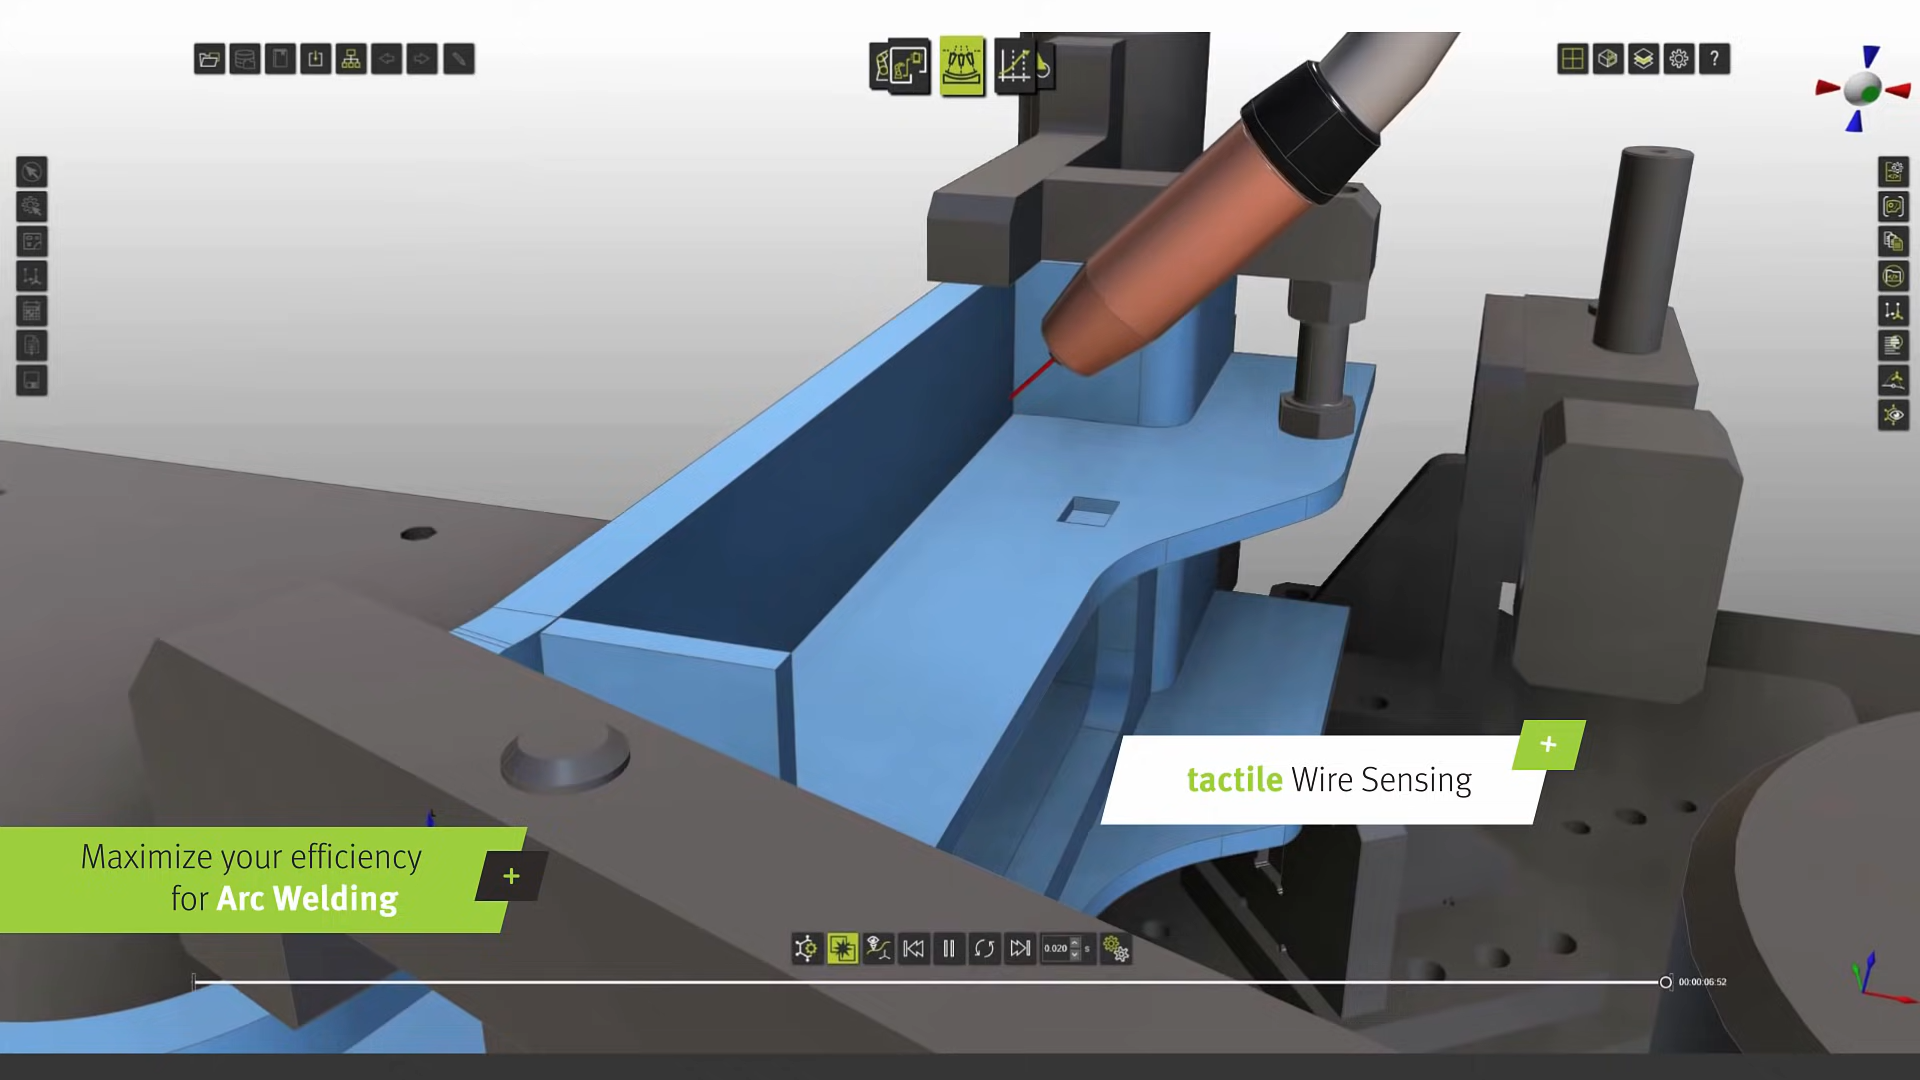 ?
+
tactile Wire Sensing
Maximize your efficiency
for Arc Welding
+
0.020 s
00:00:06:52